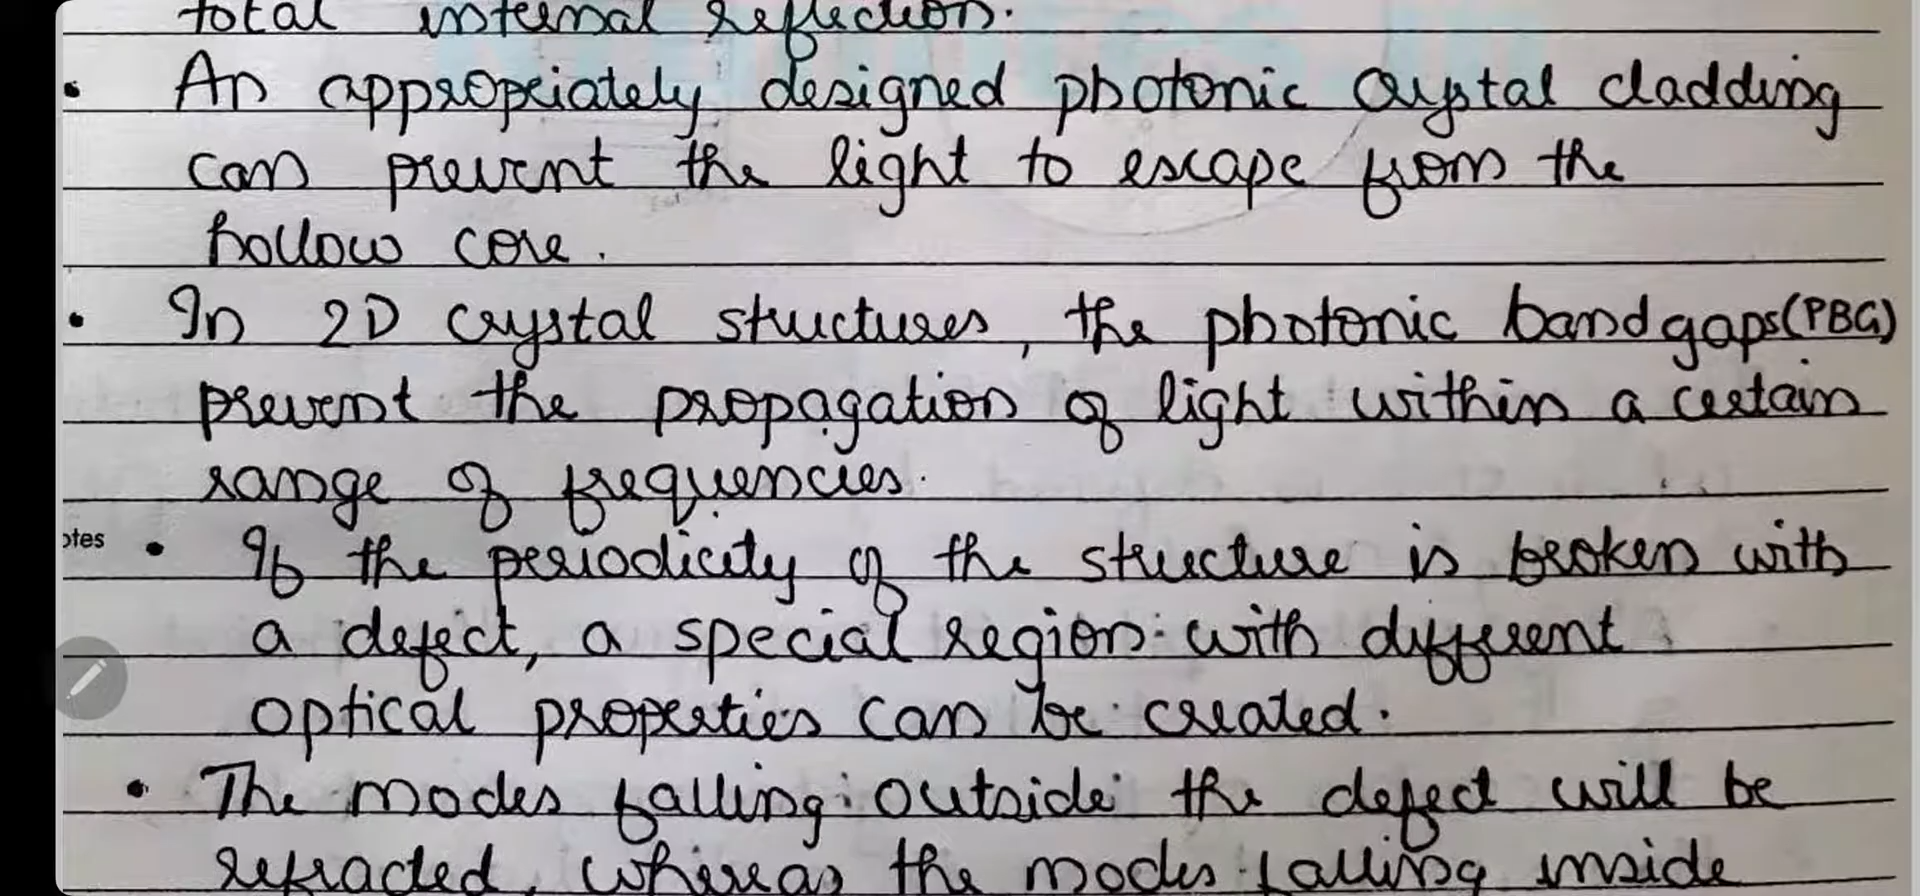 total internal reflection.
• An appropriately designed photonic crystal cladding
can prevent the light to escape from the
hollow core.
• In 2D crystal structures, the photonic bandgaps(PBG)
prevent the propagation of light within a certain
range of frequencies.
otes • If the periodicity of the structure is broken with
a defect, a special region with different
optical properties can be created.
• The modes falling outside the defect will be
refracted, whereas the modes falling inside